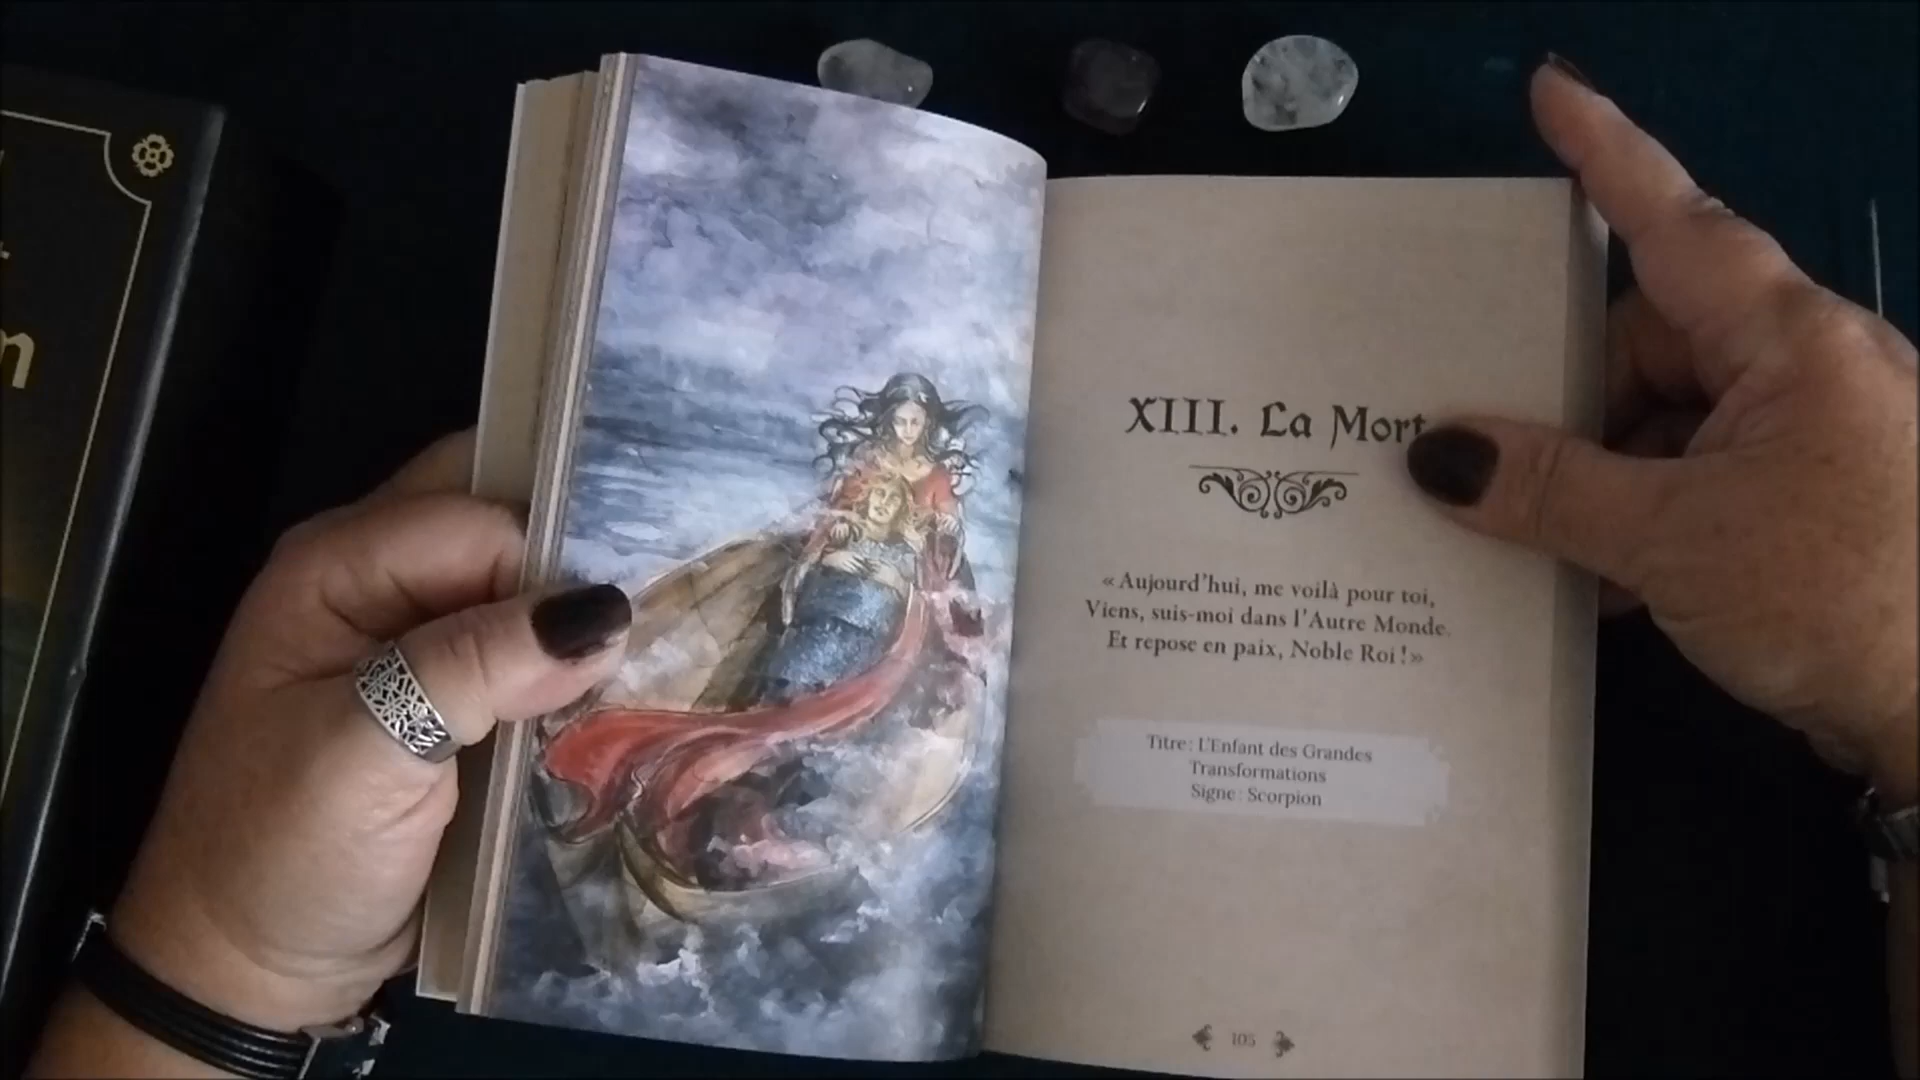 XIII. La Mort
«Aujourd'hui, me voilà pour toi,
Viens, suis-moi dans l'Autre Monde.
Et repose en paix, Noble Roi!»
Titre: L'Enfant des Grandes
Transformations
Signe: Scorpion
105